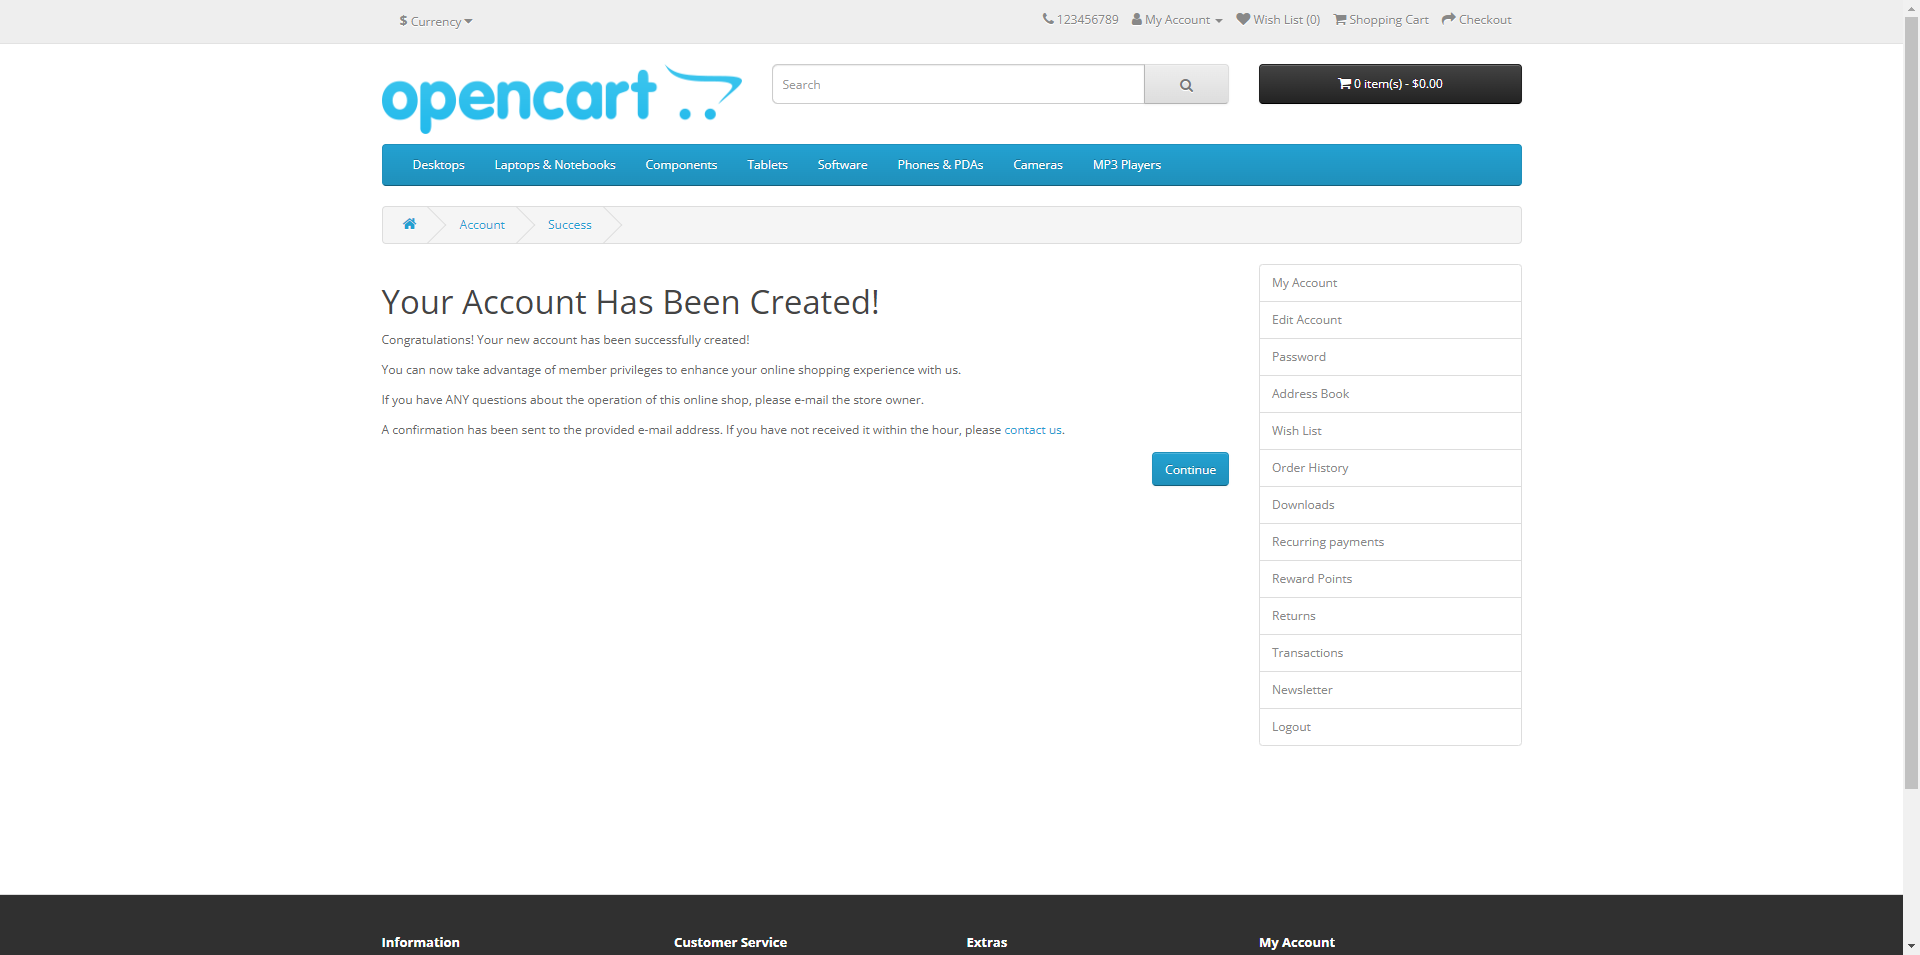 $ Currency
123456789 My Account Wish List (0) Shopping Cart Checkout
opencart
Search
0 item(s) - $0.00
Desktops Laptops & Notebooks Components Tablets Software Phones & PDAs Cameras MP3 Players
Account Success
Your Account Has Been Created!
Congratulations! Your new account has been successfully created!
You can now take advantage of member privileges to enhance your online shopping experience with us.
If you have ANY questions about the operation of this online shop, please e-mail the store owner.
A confirmation has been sent to the provided e-mail address. If you have not received it within the hour, please contact us.
Continue
My Account
Edit Account
Password
Address Book
Wish List
Order History
Downloads
Recurring payments
Reward Points
Returns
Transactions
Newsletter
Logout
Information Customer Service Extras My Account